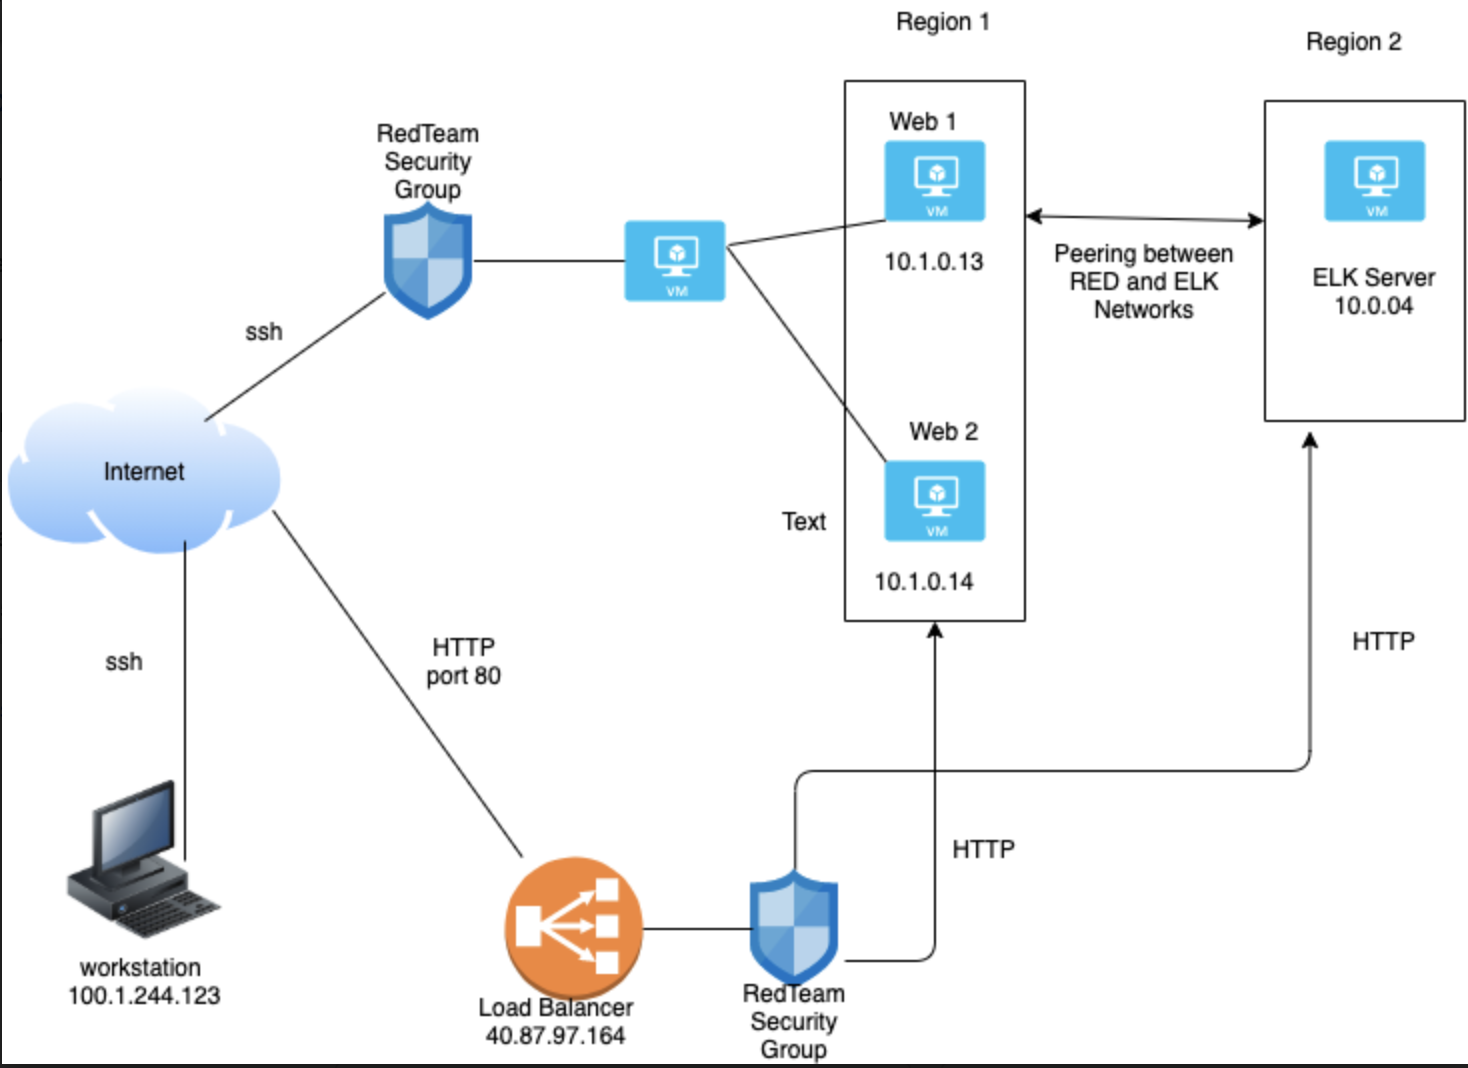 Region 1
Region 2
RedTeam
Security
Group
Web 1
VM
10.1.0.13
VM
VM
ELK Server
10.0.04
Peering between
RED and ELK
Networks
ssh
Internet
Web 2
VM
Text
10.1.0.14
HTTP
port 80
ssh
HTTP
HTTP
workstation
100.1.244.123
Load Balancer
40.87.97.164
RedTeam
Security
Group